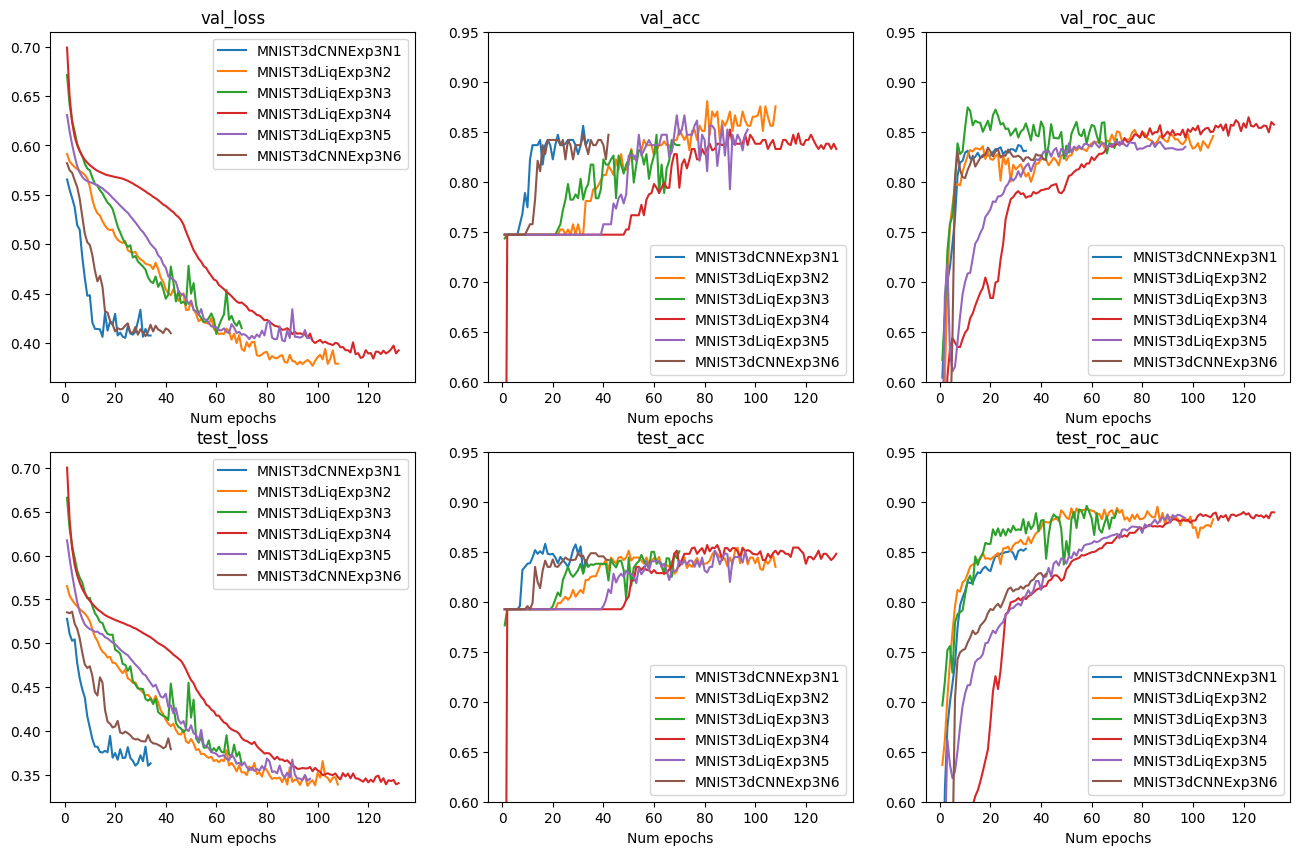 val_loss
0.70
0.65
0.60
0.55
0.50
0.45
0.40
MNIST3dCNNExp3N1
MNIST3dLiqExp3N2
MNIST3dLiqExp3N3
MNIST3dLiqExp3N4
MNIST3dLiqExp3N5
MNIST3dCNNExp3N6
0 20 40 60 80 100 120
Num epochs
val_acc
0.95
0.90
0.85
0.80
0.75
0.70
0.65
0.60
MNIST3dCNNExp3N1
MNIST3dLiqExp3N2
MNIST3dLiqExp3N3
MNIST3dLiqExp3N4
MNIST3dLiqExp3N5
MNIST3dCNNExp3N6
0 20 40 60 80 100 120
Num epochs
val_roc_auc
0.95
0.90
0.85
0.80
0.75
0.70
0.65
0.60
MNIST3dCNNExp3N1
MNIST3dLiqExp3N2
MNIST3dLiqExp3N3
MNIST3dLiqExp3N4
MNIST3dLiqExp3N5
MNIST3dCNNExp3N6
0 20 40 60 80 100 120
Num epochs
test_loss
0.70
0.65
0.60
0.55
0.50
0.45
0.40
0.35
MNIST3dCNNExp3N1
MNIST3dLiqExp3N2
MNIST3dLiqExp3N3
MNIST3dLiqExp3N4
MNIST3dLiqExp3N5
MNIST3dCNNExp3N6
0 20 40 60 80 100 120
Num epochs
test_acc
0.95
0.90
0.85
0.80
0.75
0.70
0.65
0.60
MNIST3dCNNExp3N1
MNIST3dLiqExp3N2
MNIST3dLiqExp3N3
MNIST3dLiqExp3N4
MNIST3dLiqExp3N5
MNIST3dCNNExp3N6
0 20 40 60 80 100 120
Num epochs
test_roc_auc
0.95
0.90
0.85
0.80
0.75
0.70
0.65
0.60
MNIST3dCNNExp3N1
MNIST3dLiqExp3N2
MNIST3dLiqExp3N3
MNIST3dLiqExp3N4
MNIST3dLiqExp3N5
MNIST3dCNNExp3N6
0 20 40 60 80 100 120
Num epochs